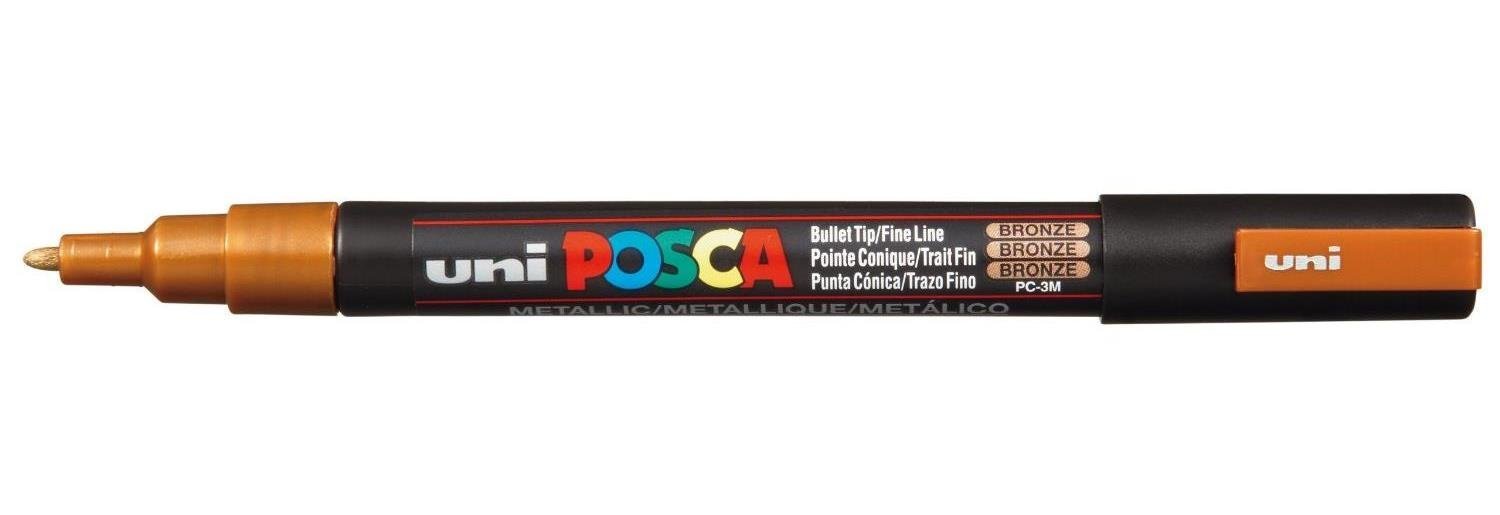 uni POSCA
Bullet Tip/Fine Line
Pointe Conique/Trait Fin
Punta Cónica/Trazo Fino
BRONZE
BRONZE
BRONZE
PC-3M
METALLIC/METALLIQUE/METÁLICO
uni